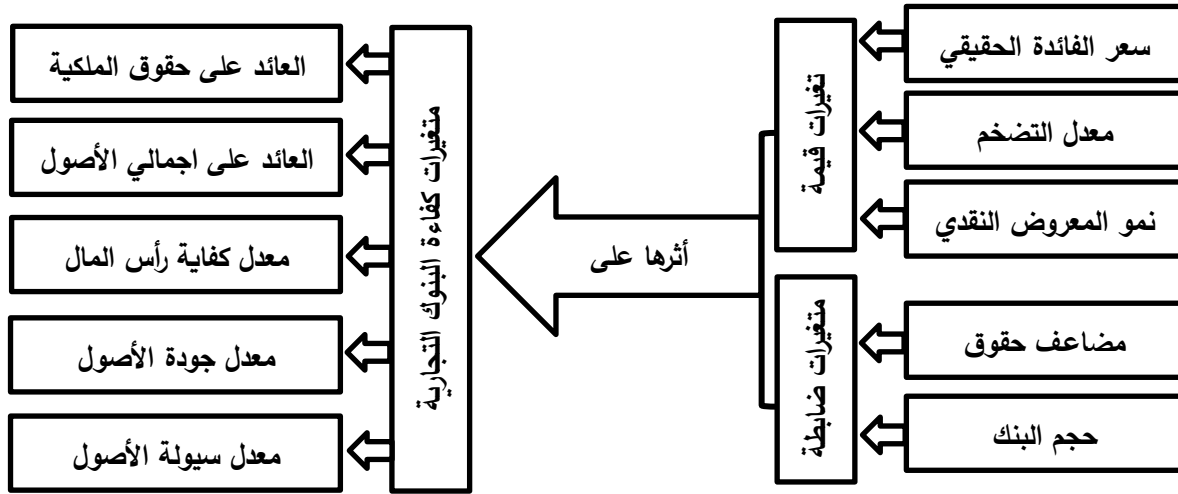 سعر الفائدة الحقيقي
معدل التضخم
نمو المعروض النقدي
تغيرات قيمة
مضاعف حقوق
حجم البنك
متغيرات ضابطة
أثرها على
متغيرات كفاءة البنوك التجارية
العائد على حقوق الملكية
العائد على اجمالي الأصول
معدل كفاية رأس المال
معدل جودة الأصول
معدل سيولة الأصول